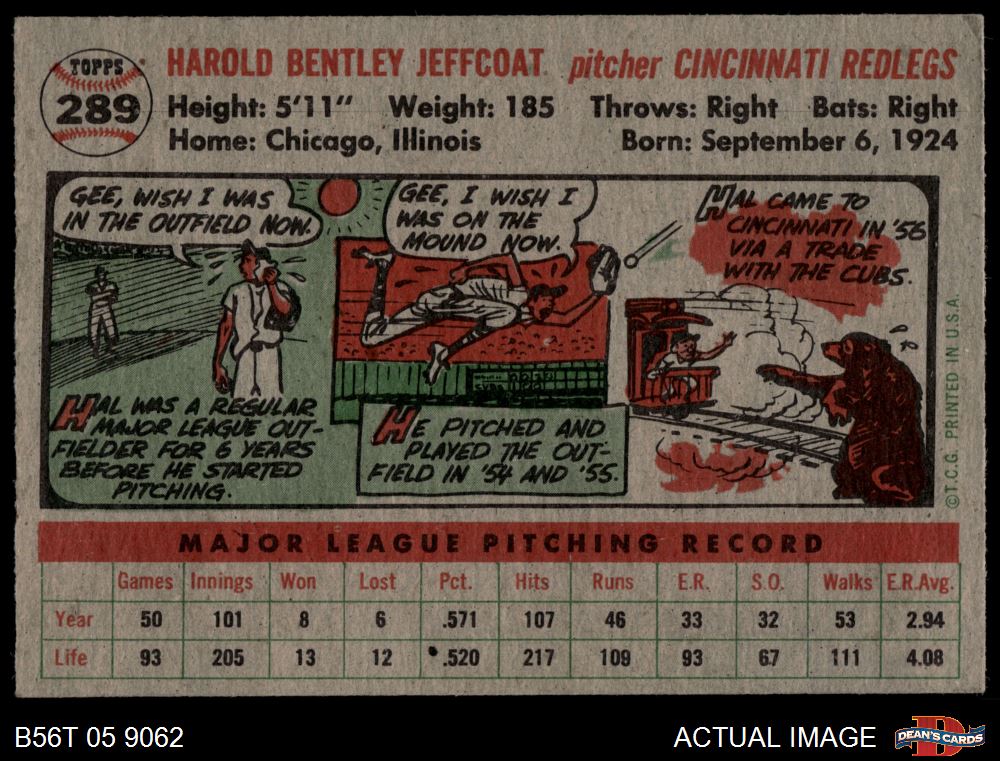 TOPPS
289
HAROLD BENTLEY JEFFCOAT pitcher CINCINNATI REDLEGS
Height: 5'11" Weight: 185 Throws: Right Bats: Right
Home: Chicago, Illinois Born: September 6, 1924
GEE, WISH I WAS
IN THE OUTFIELD NOW.
HAL WAS A REGULAR
MAJOR LEAGUE OUT-
FIELDER FOR 6 YEARS
BEFORE HE STARTED
PITCHING.
GEE, I WISH I
WAS ON THE
MOUND NOW.
HE PITCHED AND
PLAYED THE OUT-
FIELD IN '54 AND '55.
HAL CAME TO
CINCINNATI IN '56
VIA A TRADE
WITH THE CUBS.
©T.C.G. PRINTED IN U.S.A.
MAJOR LEAGUE PITCHING RECORD
Games Innings Won Lost Pct. Hits Runs E.R. S.O. Walks E.R.Avg.
Year 50 101 8 6 .571 107 46 33 32 53 2.94
Life 93 205 13 12 .520 217 109 93 67 111 4.08
B56T 05 9062 ACTUAL IMAGE
DEAN'S CARDS